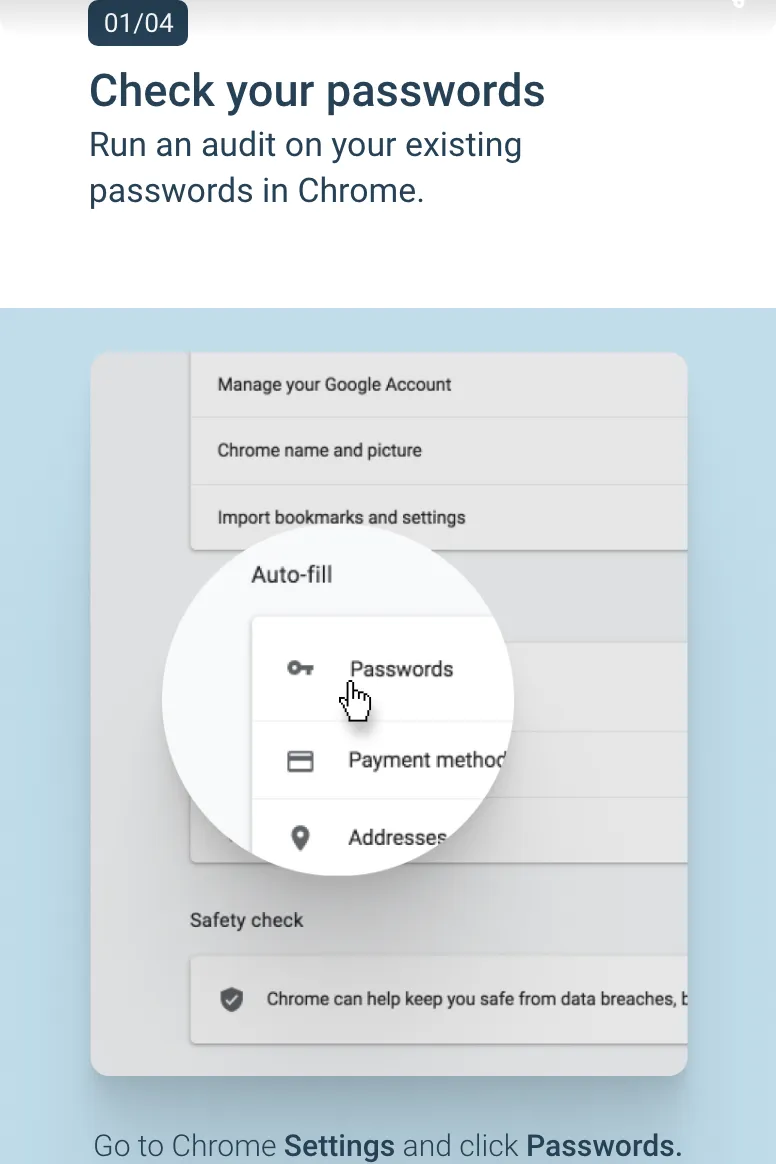 01/04
Check your passwords
Run an audit on your existing
passwords in Chrome.
Manage your Google Account
Chrome name and picture
Import bookmarks and settings
Auto-fill
Passwords
Payment method
Addresses
Safety check
Chrome can help keep you safe from data breaches,
Go to Chrome Settings and click Passwords.